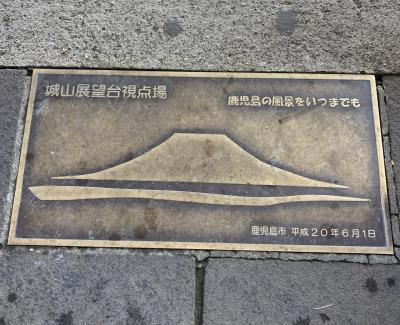 城山展望台視点場
鹿児島の風景をいつまでも
鹿児島市 平成20年6月1日